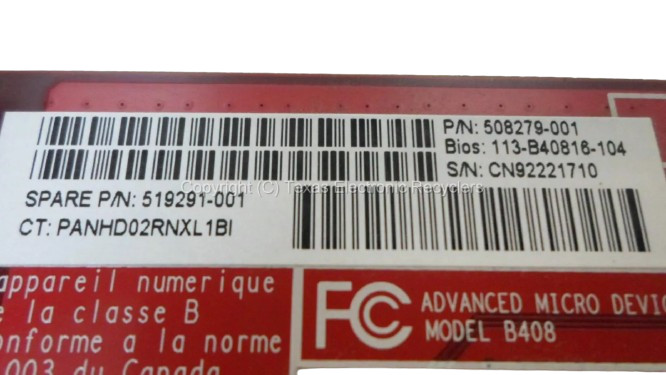 P/N: 508279-001
Bios: 113-B40816-104
S/N: CN92221710
Copyright (C) Texas Electronic Recyclers
SPARE P/N: 519291-001
CT: PANHD02RNXL1BI
appareil numerique
la classe B
onforme a la norme
003 du Canada
FC
ADVANCED MICRO DEVIC
MODEL B408